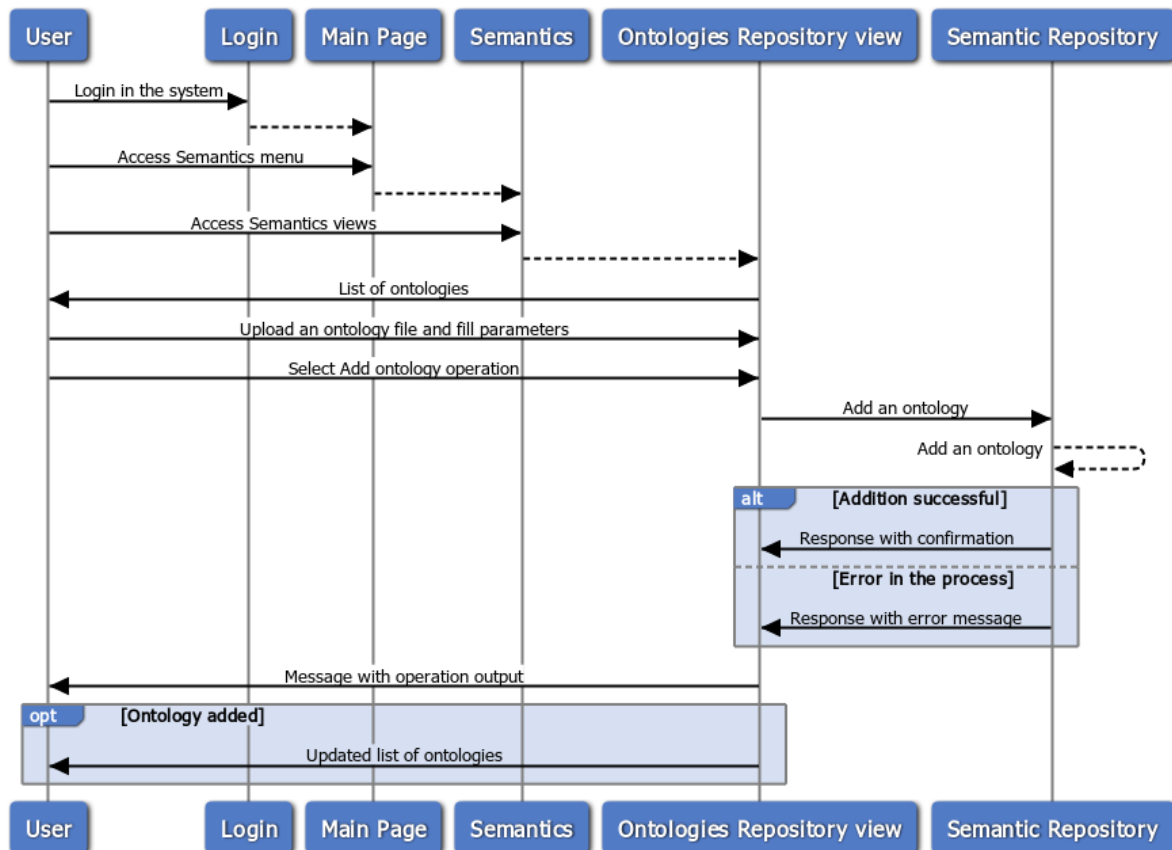 User Login Main Page Semantics Ontologies Repository view Semantic Repository
Login in the system
Access Semantics menu
Access Semantics views
List of ontologies
Upload an ontology file and fill parameters
Select Add ontology operation
Add an ontology
Add an ontology
alt [Addition successful]
Response with confirmation
[Error in the process]
Response with error message
Message with operation output
opt [Ontology added]
Updated list of ontologies
User Login Main Page Semantics Ontologies Repository view Semantic Repository